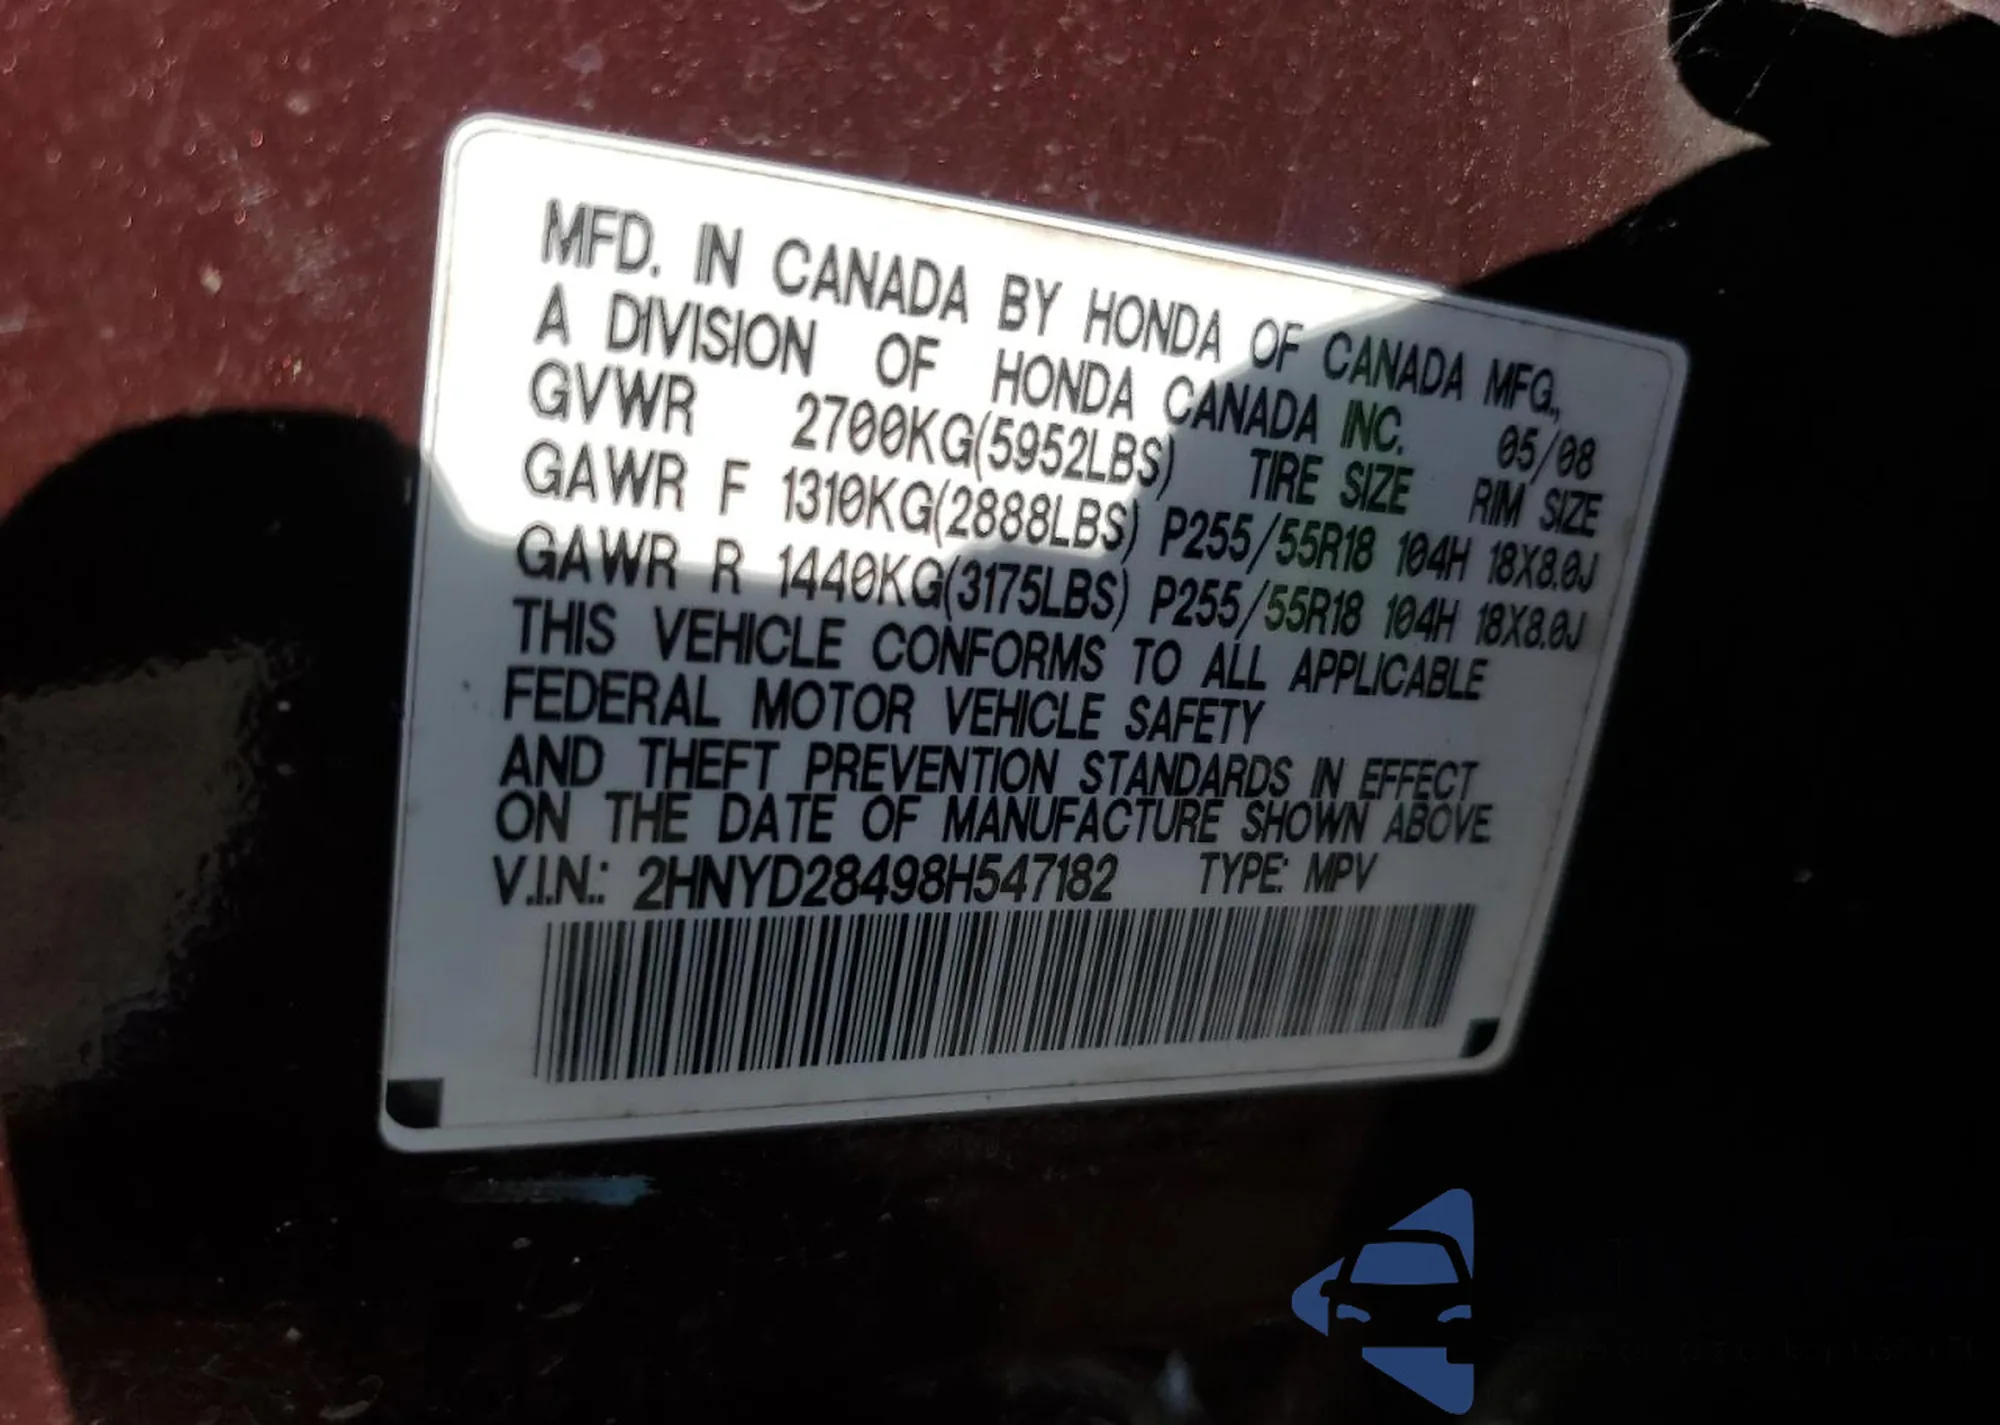 MFD. IN CANADA BY HONDA OF CANADA MFG.,
A DIVISION OF HONDA CANADA INC. 05/08
GVWR 2700KG(5952LBS) TIRE SIZE RIM SIZE
GAWR F 1310KG(2888LBS) P255/55R18 104H 18X8.0J
GAWR R 1440KG(3175LBS) P255/55R18 104H 18X8.0J
THIS VEHICLE CONFORMS TO ALL APPLICABLE
FEDERAL MOTOR VEHICLE SAFETY
AND THEFT PREVENTION STANDARDS IN EFFECT
ON THE DATE OF MANUFACTURE SHOWN ABOVE
V.I.N.: 2HNYD28498H547182 TYPE: MPV